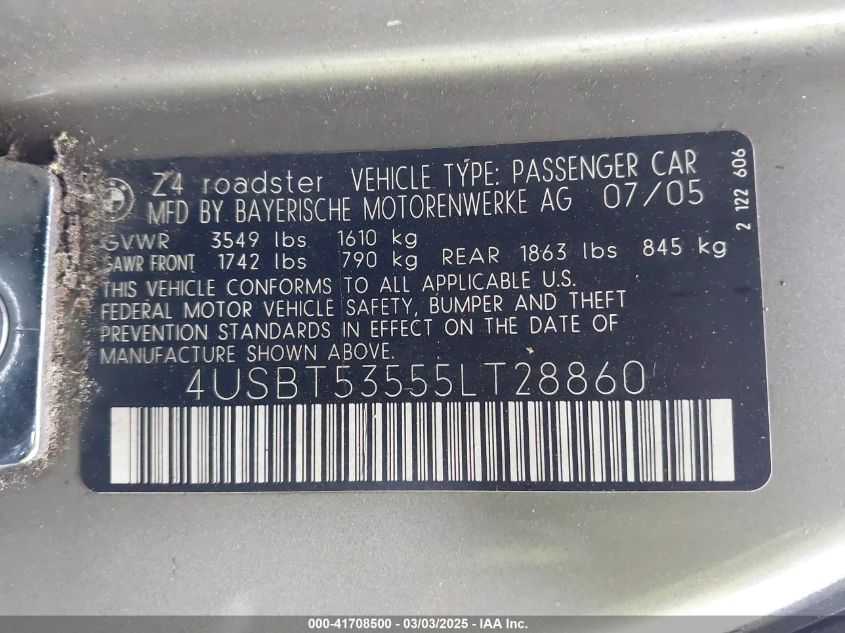 Z4 roadster VEHICLE TYPE: PASSENGER CAR
MFD BY BAYERISCHE MOTORENWERKE AG 07/05
GVWR 3549 lbs 1610 kg
GAWR FRONT 1742 lbs 790 kg REAR 1863 lbs 845 kg
THIS VEHICLE CONFORMS TO ALL APPLICABLE U.S.
FEDERAL MOTOR VEHICLE SAFETY, BUMPER AND THEFT
PREVENTION STANDARDS IN EFFECT ON THE DATE OF
MANUFACTURE SHOWN ABOVE.
4USBT53555LT28860
2 122 606
000-41708500 / 03/03/2025 - IAA Inc.